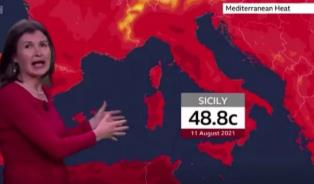 Mediterranean Heat
SICILY
48.8c
11 August 2021